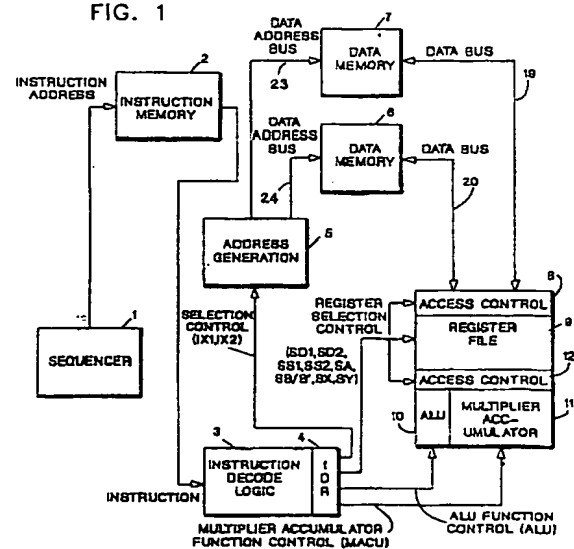 FIG. 1
DATA
ADDRESS
BUS
23
7
DATA
MEMORY
DATA BUS
19
INSTRUCTION
ADDRESS
2
INSTRUCTION
MEMORY
DATA
ADDRESS
BUS
24
6
DATA
MEMORY
DATA BUS
20
ADDRESS
GENERATION
5
1
SEQUENCER
SELECTION
CONTROL
(IX1,IX2)
REGISTER
SELECTION
CONTROL
(SD1,SD2,
SS1,SS2,SA,
SB/B',SX,SY)
8
ACCESS CONTROL
REGISTER
FILE
9
ACCESS CONTROL
12
10
ALU
MULTIPLIER
ACC-
UMULATOR
11
3
4
INSTRUCTION
DECODE
LOGIC
I
D
R
INSTRUCTION
MULTIPLIER ACCUMULATOR
FUNCTION CONTROL (MACU)
ALU FUNCTION
CONTROL (ALU)